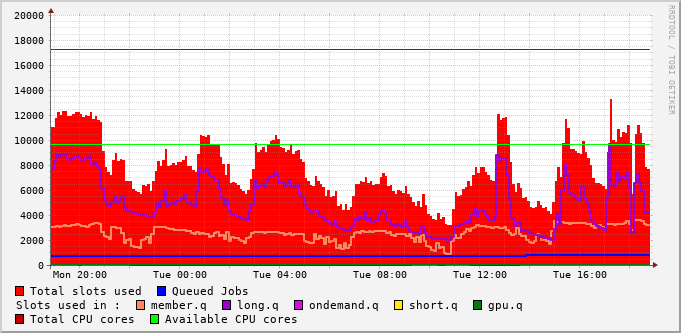 20000
18000
16000
14000
12000
10000
8000
6000
4000
2000
0
Mon 20:00 Tue 00:00 Tue 04:00 Tue 08:00 Tue 12:00 Tue 16:00
RRDTOOL / TOBI OETIKER
Total slots used Queued Jobs
Slots used in : member.q long.q ondemand.q short.q gpu.q
Total CPU cores Available CPU cores